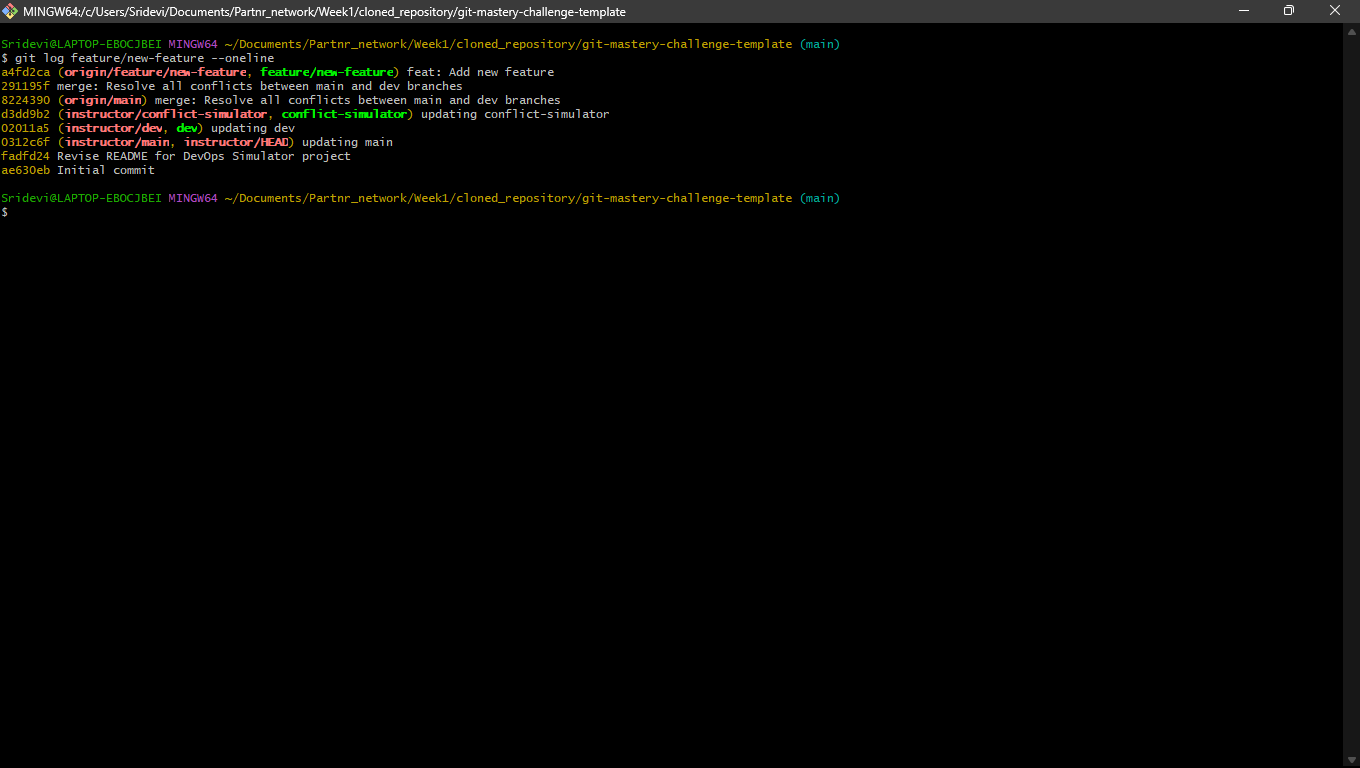 MINGW64:/c/Users/Sridevi/Documents/Partnr_network/Week1/cloned_repository/git-mastery-challenge-template
Sridevi@LAPTOP-EBOCJBEI MINGW64 ~/Documents/Partnr_network/Week1/cloned_repository/git-mastery-challenge-template (main)
$ git log feature/new-feature --oneline
a4fd2ca (origin/feature/new-feature, feature/new-feature) feat: Add new feature
291195f merge: Resolve all conflicts between main and dev branches
8224390 (origin/main) merge: Resolve all conflicts between main and dev branches
d3dd9b2 (instructor/conflict-simulator, conflict-simulator) updating conflict-simulator
02011a5 (instructor/dev, dev) updating dev
0312c6f (instructor/main, instructor/HEAD) updating main
fadfd24 Revise README for DevOps Simulator project
ae630eb Initial commit
Sridevi@LAPTOP-EBOCJBEI MINGW64 ~/Documents/Partnr_network/Week1/cloned_repository/git-mastery-challenge-template (main)
$